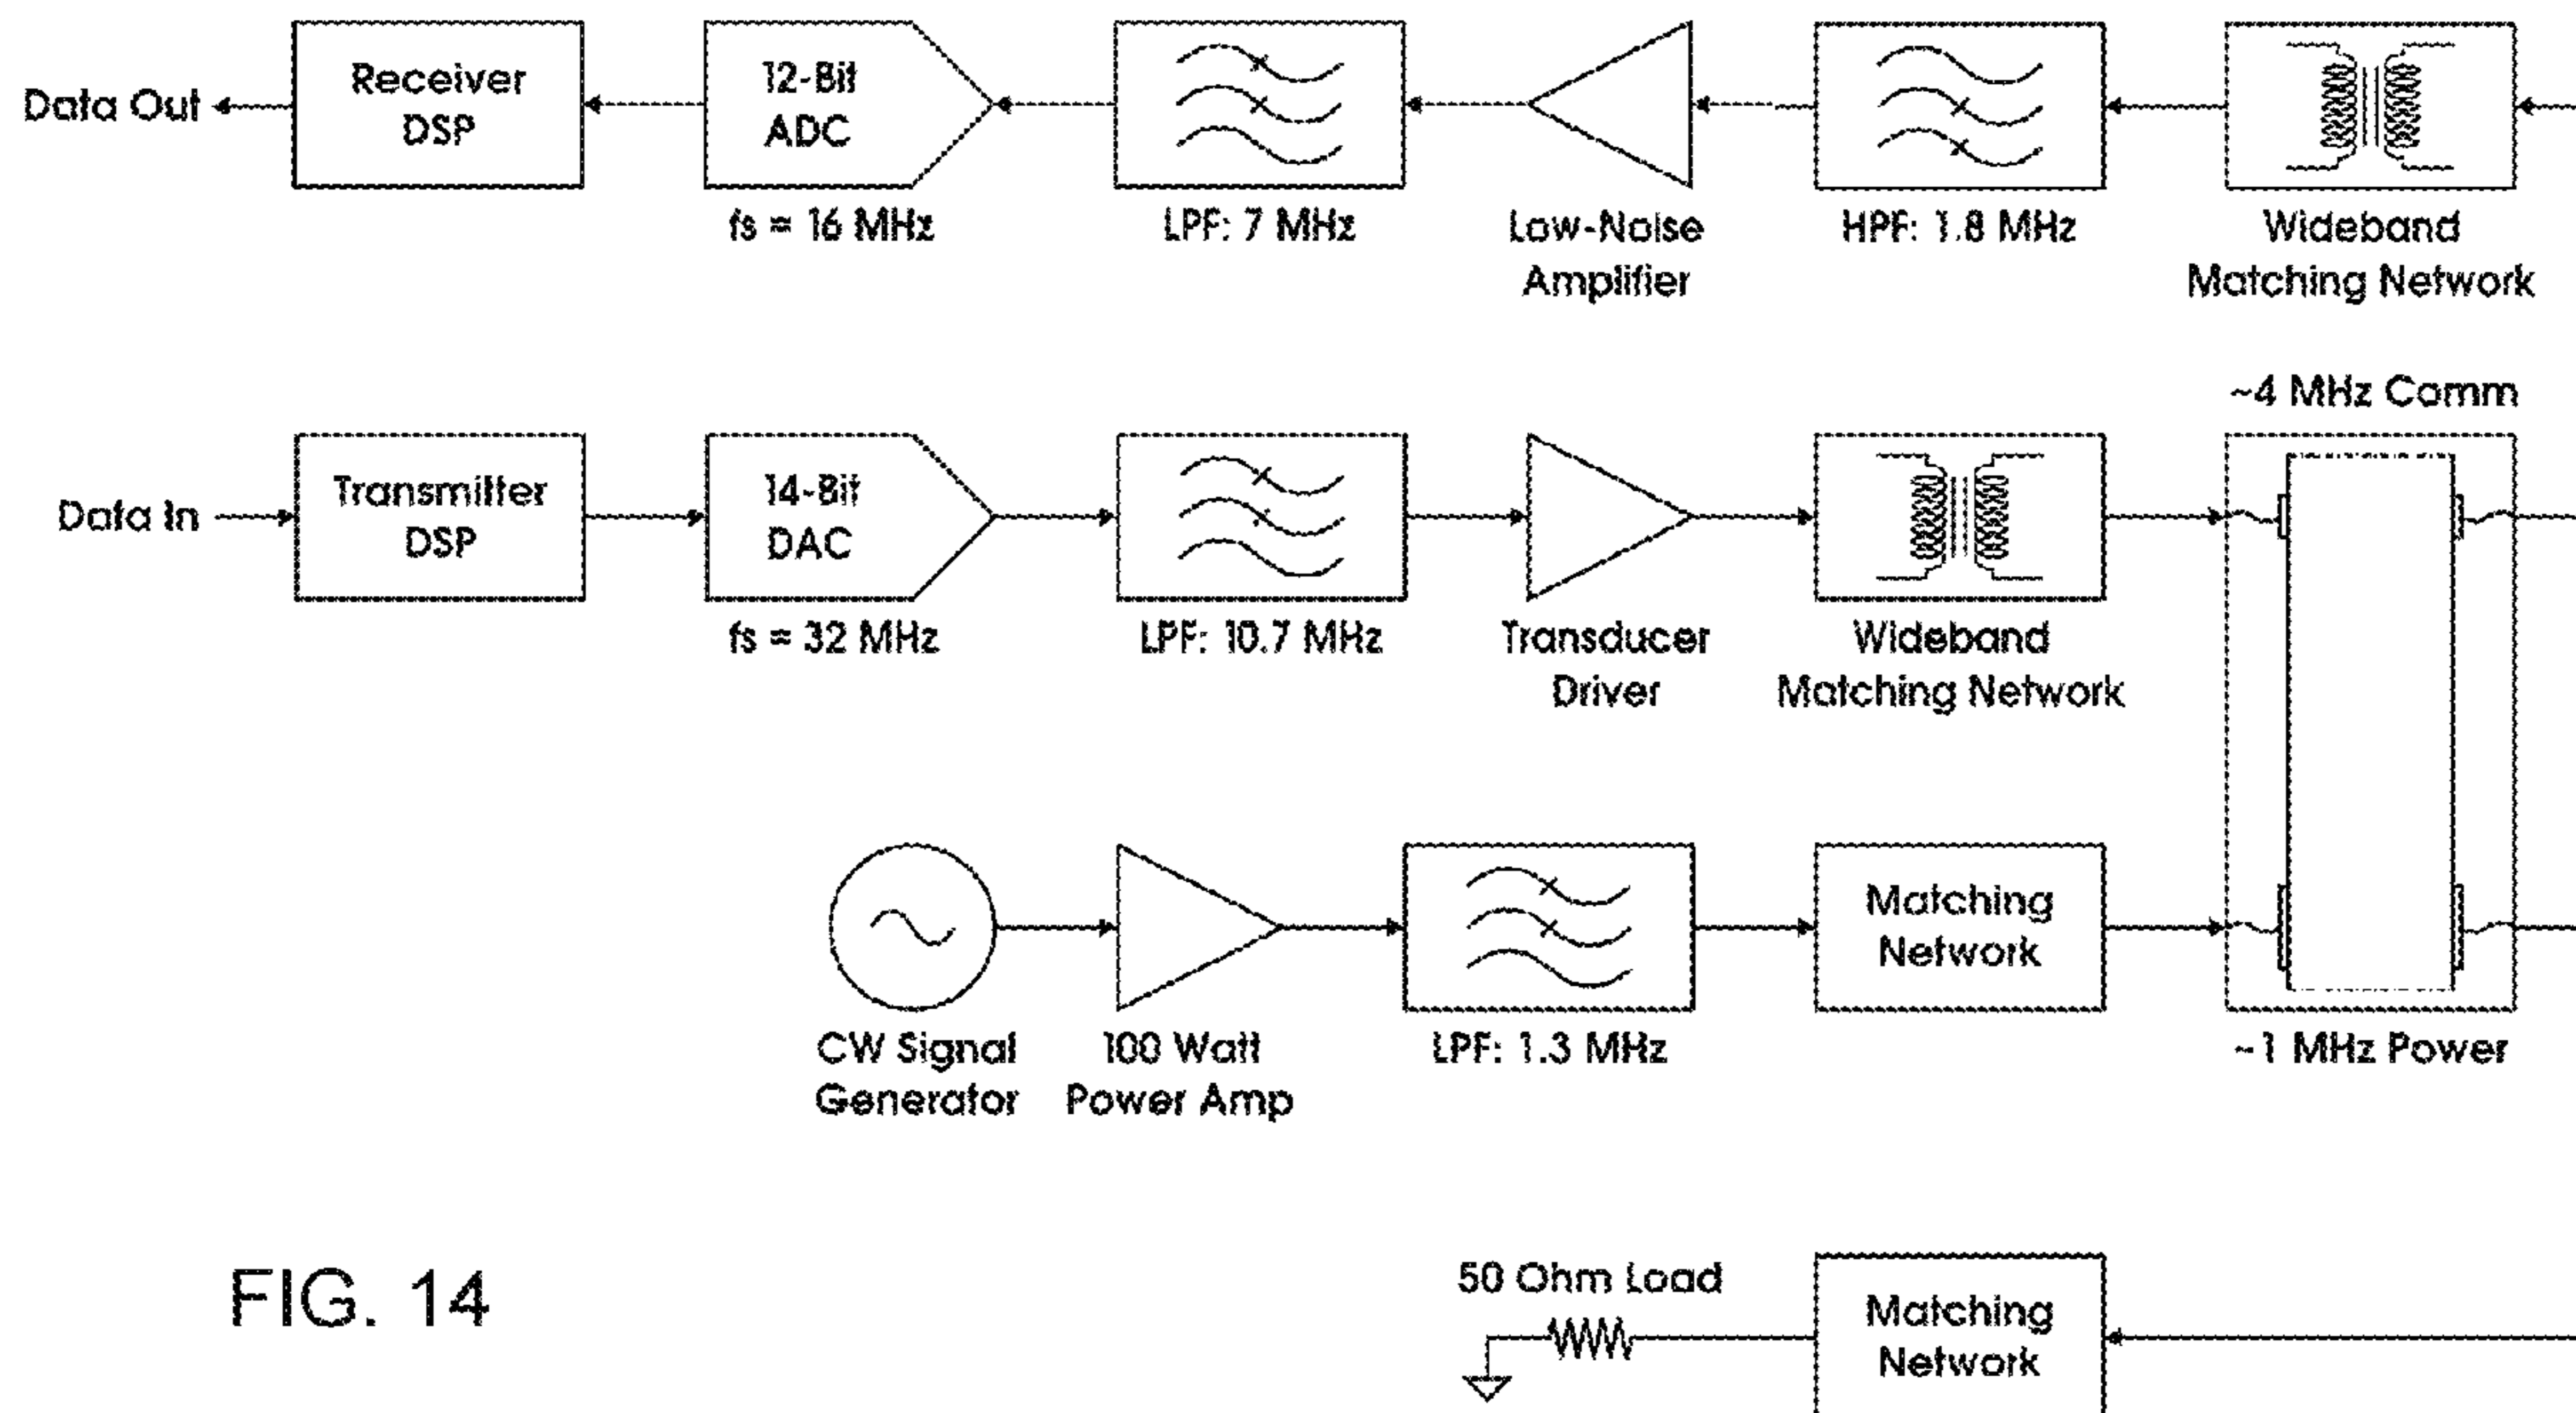 Data Out
Receiver
DSP
12-Bit
ADC
fs = 16 MHz
LPF: 7 MHz
Low-Noise
Amplifier
HPF: 1.8 MHz
Wideband
Matching Network
Data In
Transmitter
DSP
14-Bit
DAC
fs = 32 MHz
LPF: 10.7 MHz
Transducer
Driver
Wideband
Matching Network
~4 MHz Comm
CW Signal
Generator
100 Watt
Power Amp
LPF: 1.3 MHz
Matching
Network
~1 MHz Power
FIG. 14
50 Ohm Load
Matching
Network